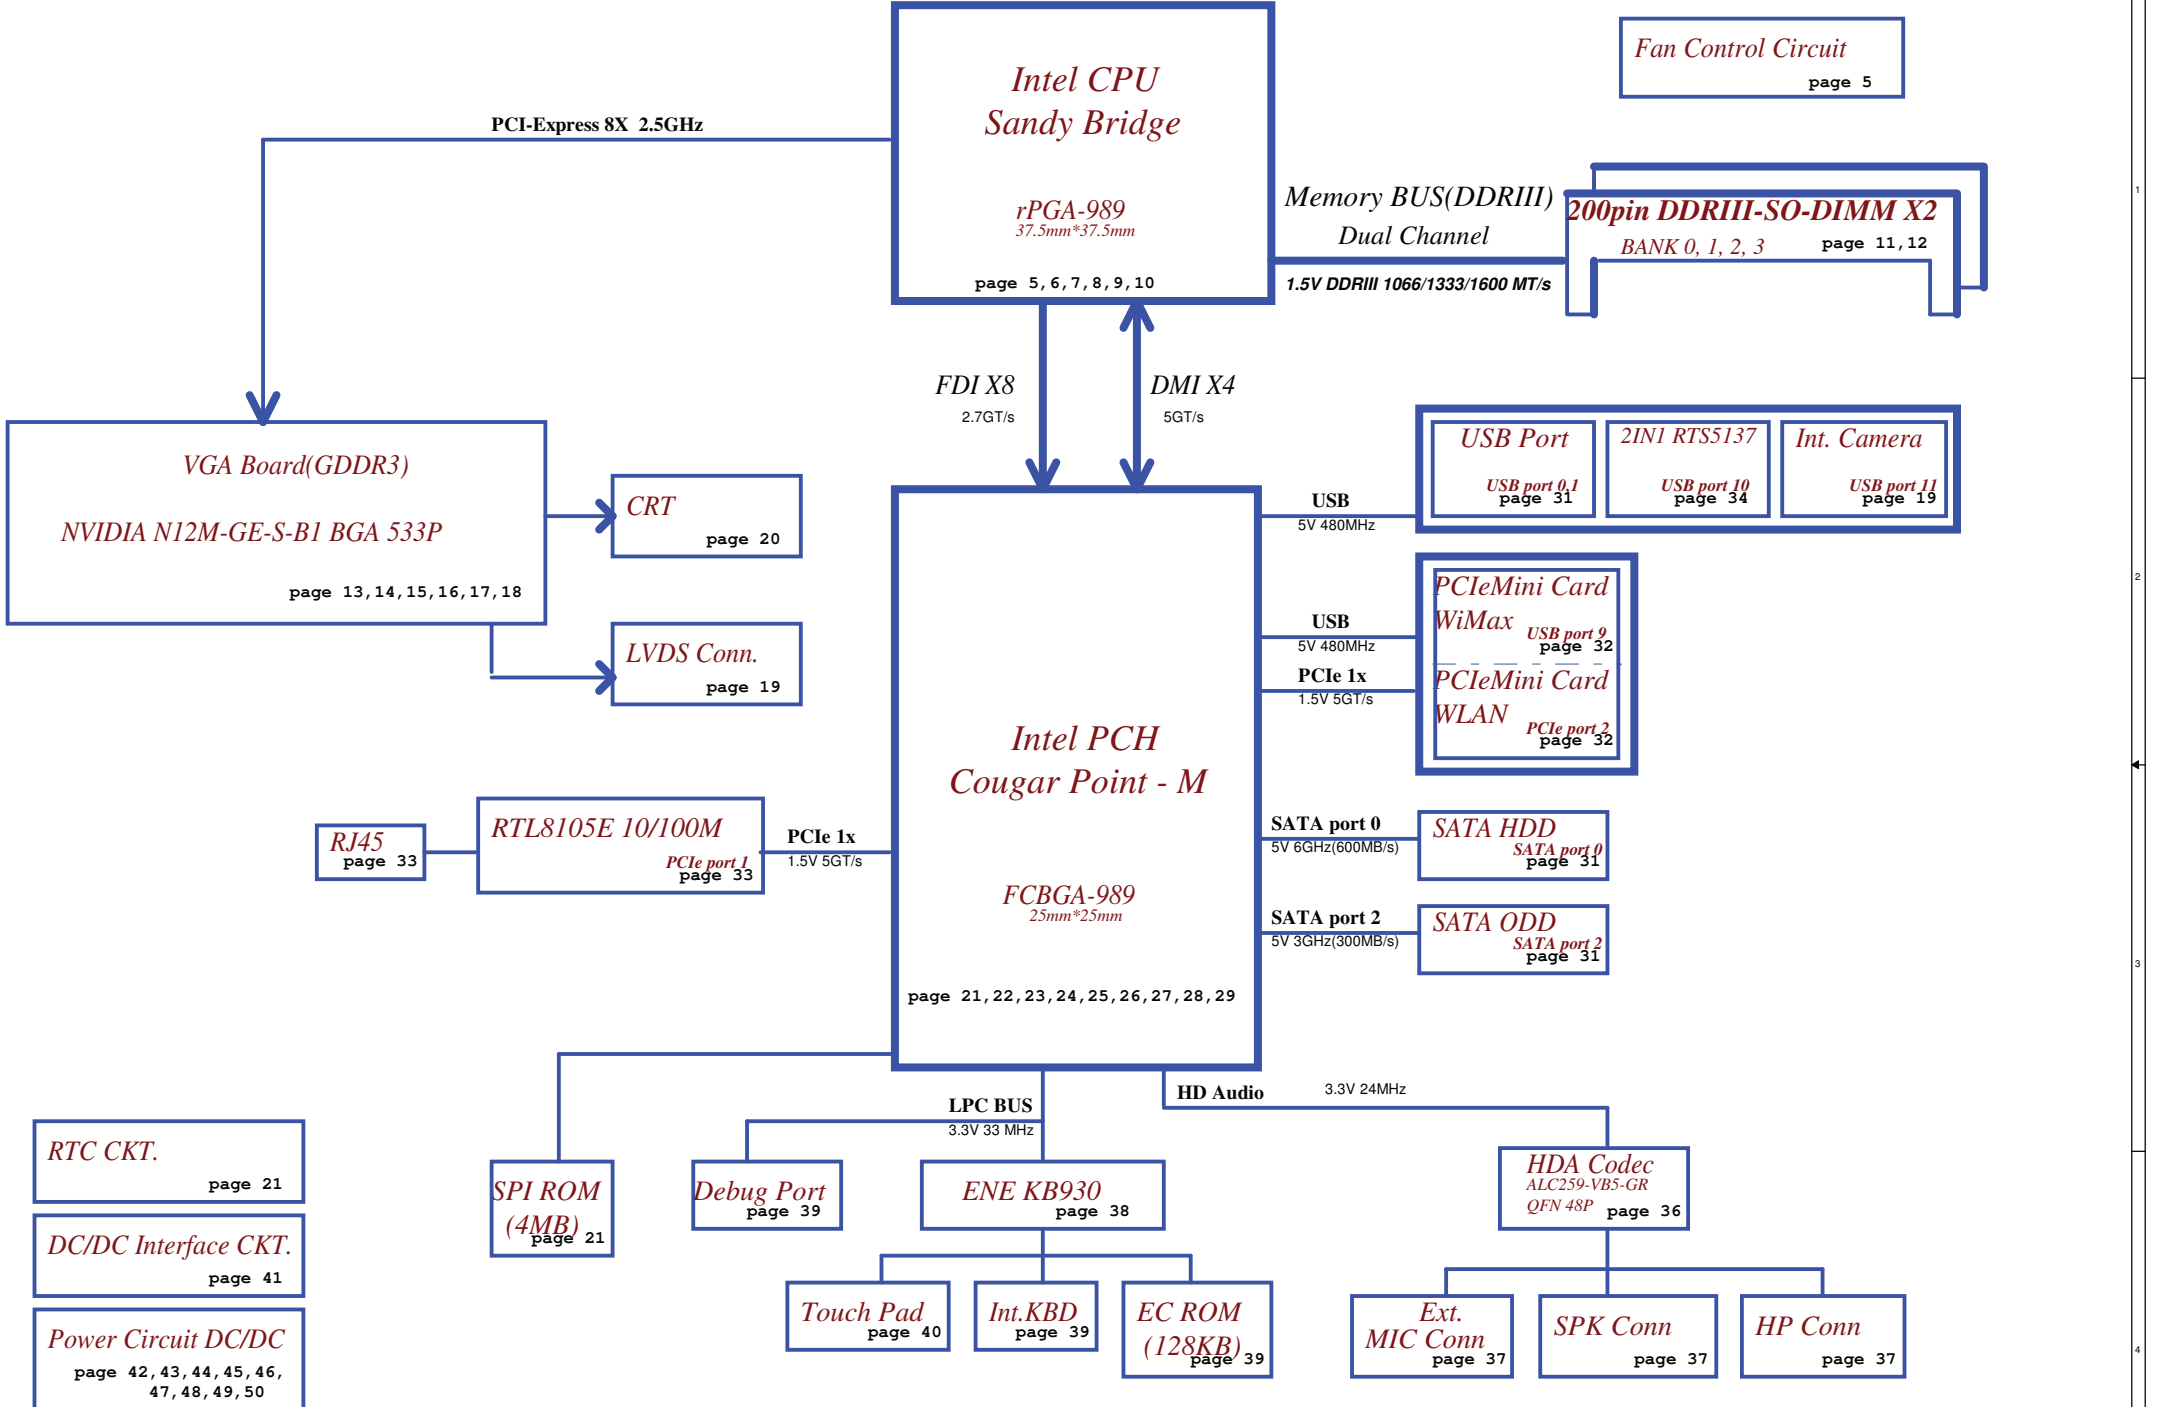 Intel CPU
Sandy Bridge
rPGA-989
37.5mm*37.5mm
page 5,6,7,8,9,10
Fan Control Circuit
page 5
PCI-Express 8X 2.5GHz
Memory BUS(DDRIII)
Dual Channel
1.5V DDRIII 1066/1333/1600 MT/s
200pin DDRIII-SO-DIMM X2
BANK 0, 1, 2, 3 page 11,12
1
FDI X8
2.7GT/s
DMI X4
5GT/s
VGA Board(GDDR3)
NVIDIA N12M-GE-S-B1 BGA 533P
page 13,14,15,16,17,18
CRT
page 20
LVDS Conn.
page 19
USB
5V 480MHz
USB Port
USB port 0,1
page 31
2IN1 RTS5137
USB port 10
page 34
Int. Camera
USB port 11
page 19
2
USB
5V 480MHz
PCIe 1x
1.5V 5GT/s
PCIeMini Card
WiMax
USB port 9
page 32
PCIeMini Card
WLAN
PCIe port 2
page 32
Intel PCH
Cougar Point - M
FCBGA-989
25mm*25mm
page 21,22,23,24,25,26,27,28,29
RJ45
page 33
RTL8105E 10/100M
PCIe port 1
page 33
PCIe 1x
1.5V 5GT/s
SATA port 0
5V 6GHz(600MB/s)
SATA HDD
SATA port 0
page 31
SATA port 2
5V 3GHz(300MB/s)
SATA ODD
SATA port 2
page 31
3
LPC BUS
3.3V 33 MHz
HD Audio
3.3V 24MHz
RTC CKT.
page 21
DC/DC Interface CKT.
page 41
Power Circuit DC/DC
page 42,43,44,45,46,
47,48,49,50
SPI ROM
(4MB)
page 21
Debug Port
page 39
ENE KB930
page 38
HDA Codec
ALC259-VB5-GR
QFN 48P page 36
Touch Pad
page 40
Int.KBD
page 39
EC ROM
(128KB)
page 39
Ext.
MIC Conn
page 37
SPK Conn
page 37
HP Conn
page 37
4